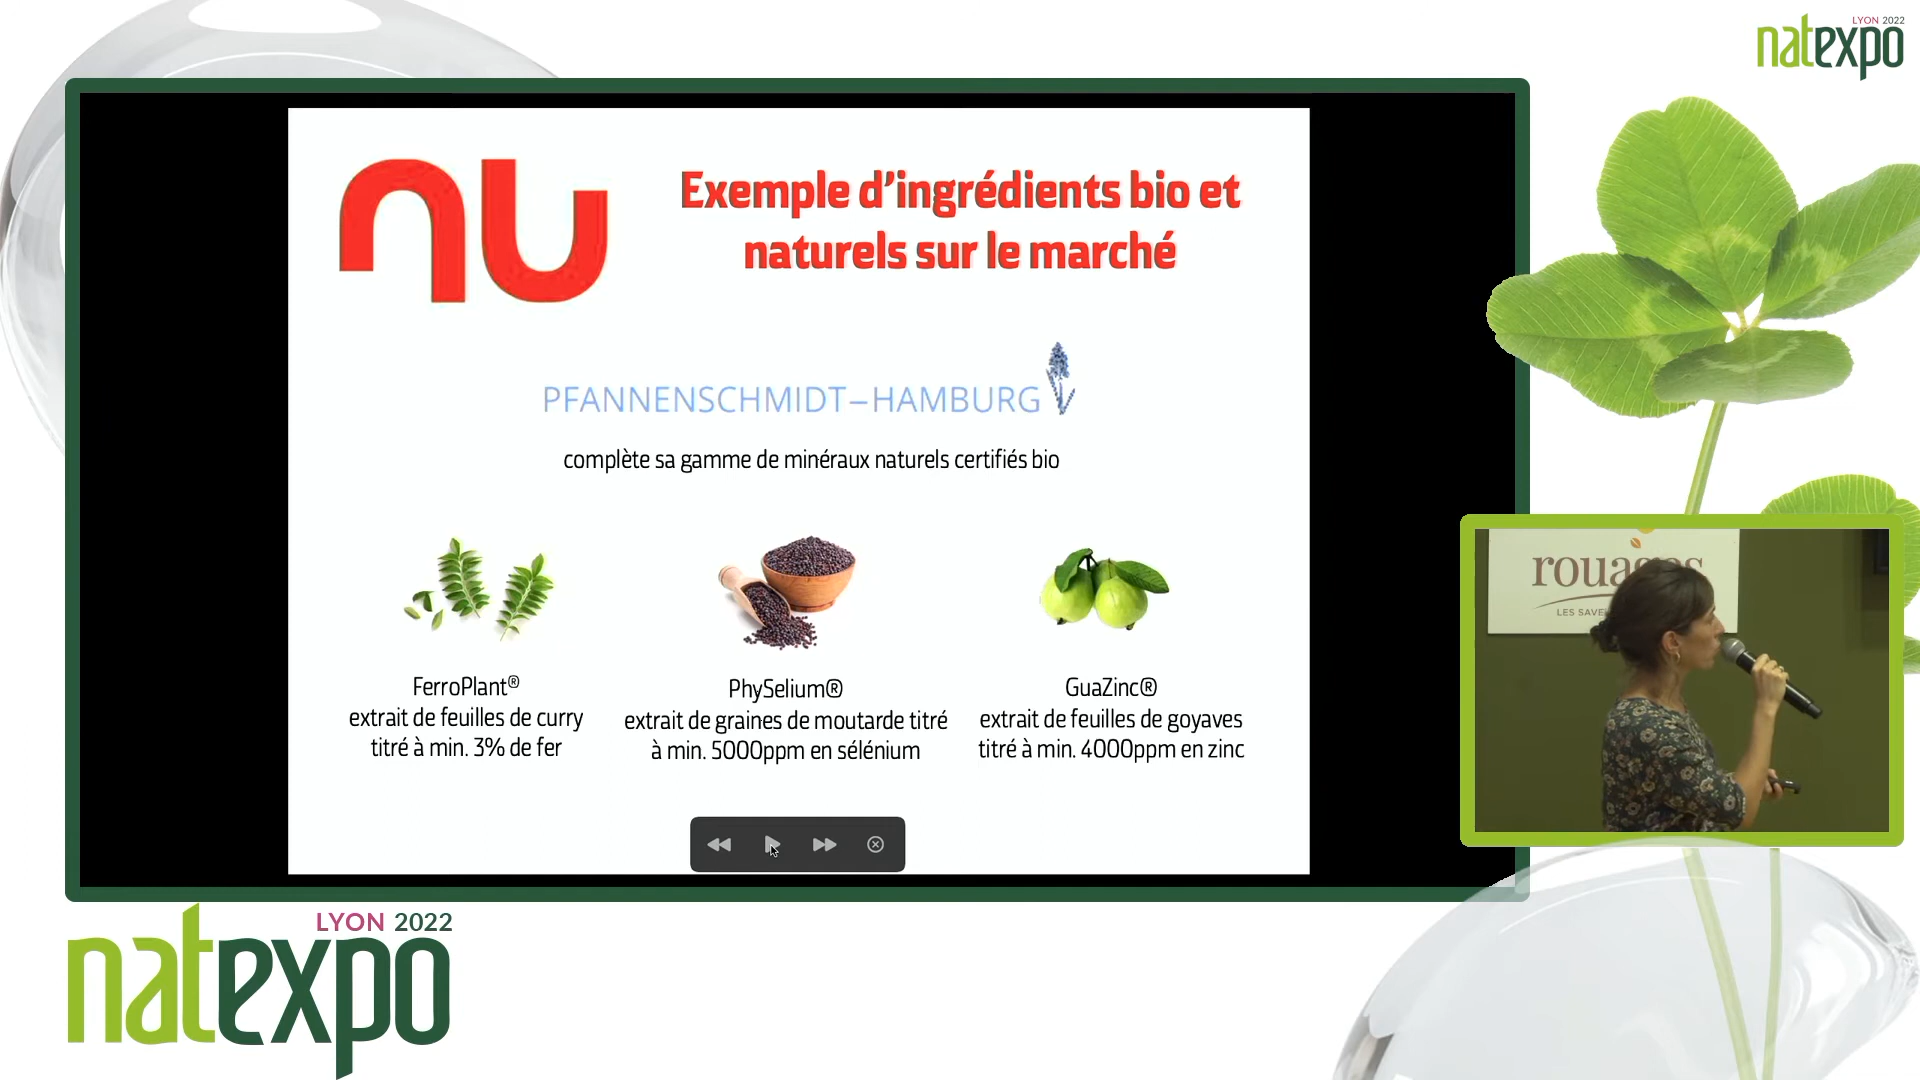 LYON 2022
natexpo
nu
Exemple d’ingrédients bio et
naturels sur le marché
PFANNENSCHMIDT–HAMBURG
complète sa gamme de minéraux naturels certifiés bio
FerroPlant®
extrait de feuilles de curry
titré à min. 3% de fer
PhySelium®
extrait de graines de moutarde titré
à min. 5000ppm en sélénium
GuaZinc®
extrait de feuilles de goyaves
titré à min. 4000ppm en zinc
LES
LYON 2022
natexpo